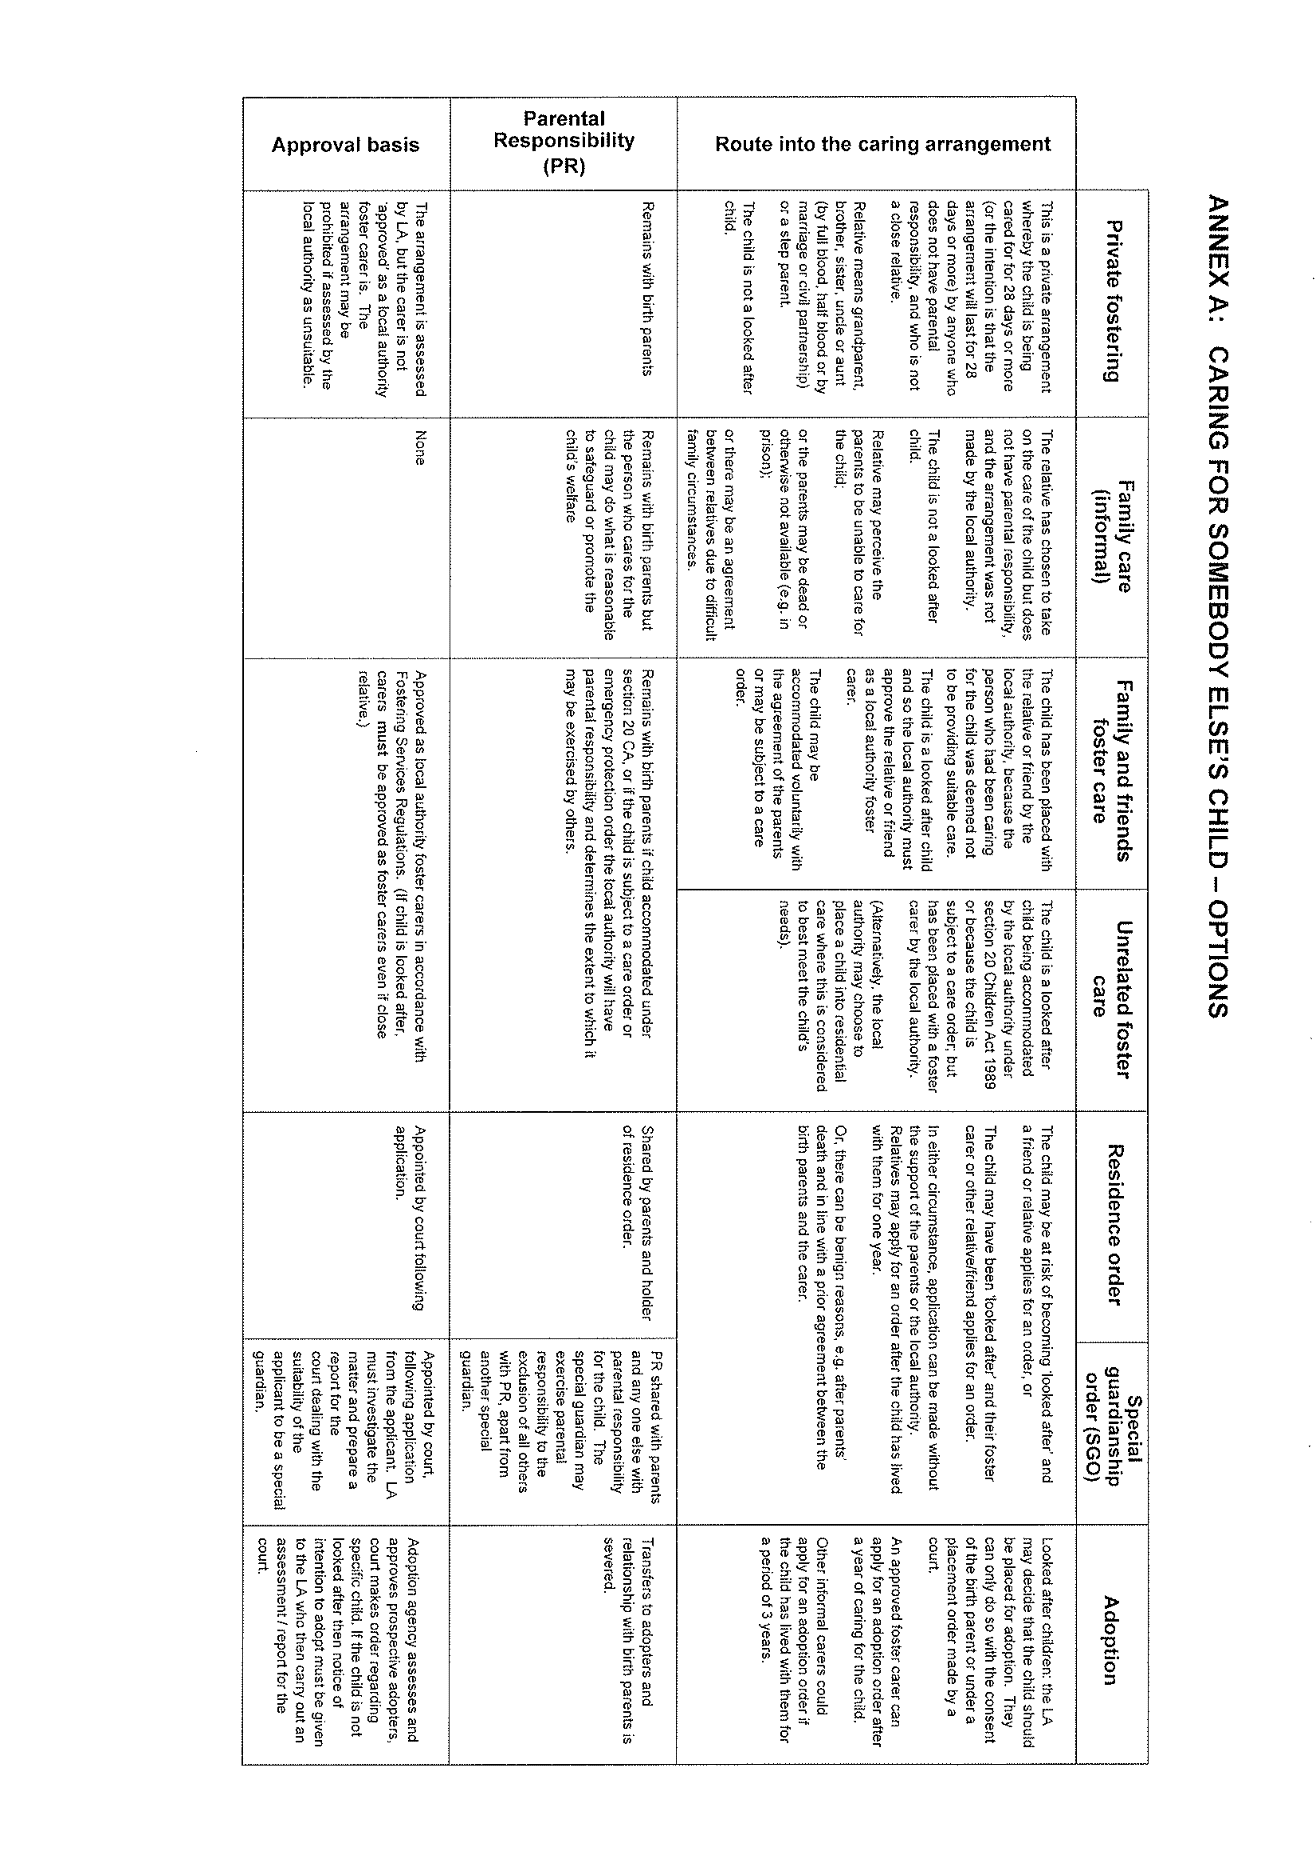 ANNEX A: CARING FOR SOMEBODY ELSE'S CHILD – OPTIONS
Private fostering
Family care
(informal)
Family and friends
foster care
Unrelated foster
care
Residence order
Special
guardianship
order (SGO)
Adoption
Route into the caring arrangement
This is a private arrangement
whereby the child is being
cared for for 28 days or more
(or the intention is that the
arrangement will last for 28
days or more) by anyone who
does not have parental
responsibility, and who is not
a close relative.
Relative means grandparent,
brother, sister, uncle or aunt
(by full blood, half blood or by
marriage or civil partnership)
or a step parent.
The child is not a looked after
child.
The relative has chosen to take
on the care of the child but does
not have parental responsibility,
and the arrangement was not
made by the local authority.
The child is not a looked after
child.
Relative may perceive the
parents to be unable to care for
the child;
or the parents may be dead or
otherwise not available (e.g. in
prison);
or there may be an agreement
between relatives due to difficult
family circumstances.
The child has been placed with
the relative or friend by the
local authority, because the
person who had been caring
for the child was deemed not
to be providing suitable care.
The child is a looked after child
and so the local authority must
approve the relative or friend
as a local authority foster
carer.
The child may be
accommodated voluntarily with
the agreement of the parents
or may be subject to a care
order.
The child is a looked after
child being accommodated
by the local authority under
section 20 Children Act 1989
or because the child is
subject to a care order; but
has been placed with a foster
carer by the local authority.
(Alternatively, the local
authority may choose to
place a child into residential
care where this is considered
to best meet the child's
needs).
The child may be at risk of becoming 'looked after' and
a friend or relative applies for an order, or
The child may have been 'looked after' and their foster
carer or other relative/friend applies for an order.
In either circumstance, application can be made without
the support of the parents or the local authority.
Relatives may apply for an order after the child has lived
with them for one year.
Or, there can be benign reasons, e.g. after parents'
death and in line with a prior agreement between the
birth parents and the carer.
Looked after children: the LA
may decide that the child should
be placed for adoption. They
can only do so with the consent
of the birth parent or under a
placement order made by a
court.
An approved foster carer can
apply for an adoption order after
a year of caring for the child.
Other informal carers could
apply for an adoption order if
the child has lived with them for
a period of 3 years.
Parental
Responsibility
(PR)
Remains with birth parents
Remains with birth parents but
the person who cares for the
child may do what is reasonable
to safeguard or promote the
child's welfare
Remains with birth parents if child accommodated under
section 20 CA, or if the child is subject to a care order or
emergency protection order the local authority will have
parental responsibility and determines the extent to which it
may be exercised by others.
Shared by parents and holder
of residence order.
PR shared with parents
and any one else with
parental responsibility
for the child. The
special guardian may
exercise parental
responsibility to the
exclusion of all others
with PR, apart from
another special
guardian.
Transfers to adopters and
relationship with birth parents is
severed.
Approval basis
The arrangement is assessed
by LA, but the carer is not
'approved' as a local authority
foster carer is. The
arrangement may be
prohibited if assessed by the
local authority as unsuitable.
None
Approved as local authority foster carers in accordance with
Fostering Services Regulations. (If child is looked after,
carers must be approved as foster carers even if close
relative.)
Appointed by court following
application.
Appointed by court,
following application
from the applicant. LA
must investigate the
matter and prepare a
report for the
court dealing with the
suitability of the
applicant to be a special
guardian.
Adoption agency assesses and
approves prospective adopters,
court makes order regarding
specific child. If the child is not
looked after then notice of
intention to adopt must be given
to the LA who then carry out an
assessment / report for the
court.